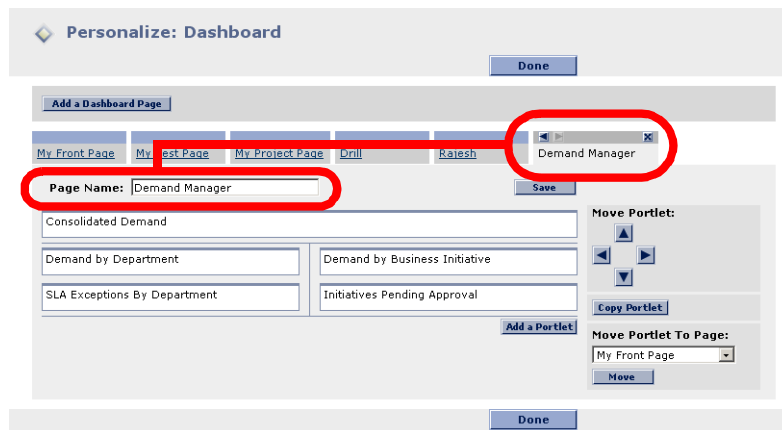 Personalize: Dashboard
Done
Add a Dashboard Page
My Front Page My Test Page My Project Page Drill Rajesh Demand Manager
Page Name: Demand Manager Save
Consolidated Demand
Move Portlet:
Demand by Department Demand by Business Initiative
SLA Exceptions By Department Initiatives Pending Approval
Copy Portlet
Add a Portlet
Move Portlet To Page:
My Front Page
Move
Done